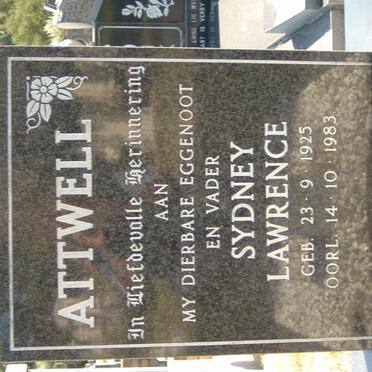 ATTWELL
In Liefdevolle Herinnering
AAN
MY DIERBARE EGGENOOT
EN VADER
SYDNEY
LAWRENCE
GEB. 23 · 9 · 1925
OORL. 14 · 10 · 1983.